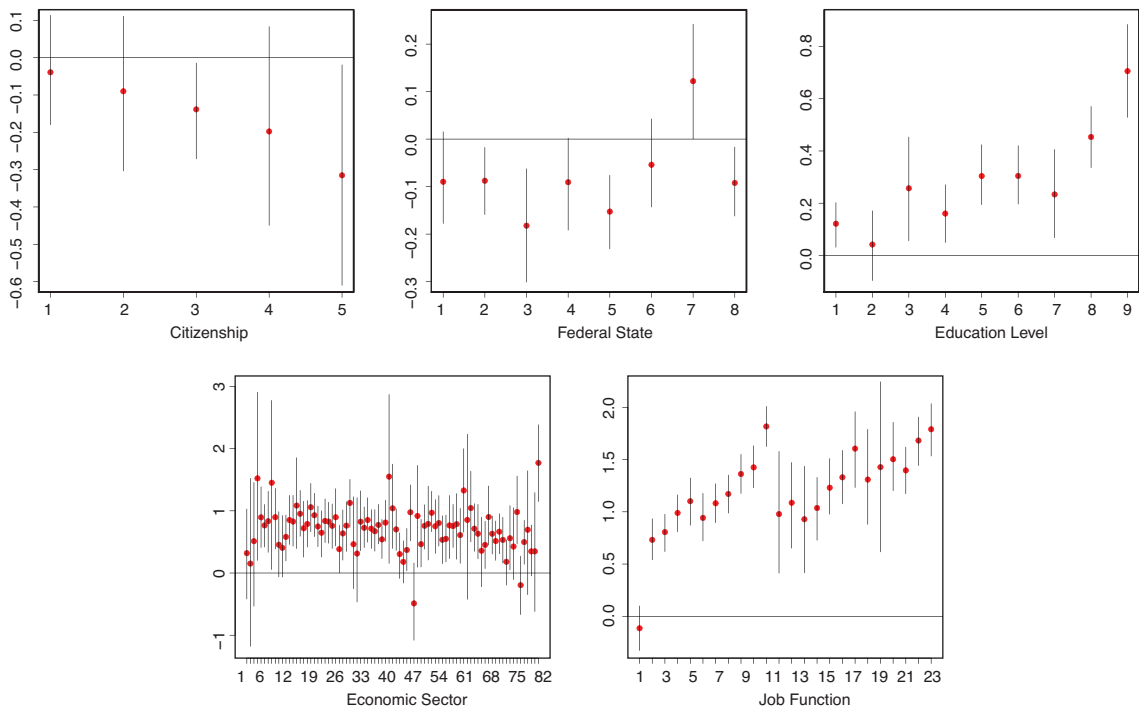 0.1
0.0
−0.1
−0.2
−0.3
−0.4
−0.5
−0.6
1 2 3 4 5
Citizenship
0.2
0.1
0.0
−0.1
−0.2
−0.3
1 2 3 4 5 6 7 8
Federal State
0.8
0.6
0.4
0.2
0.0
1 2 3 4 5 6 7 8 9
Education Level
3
2
1
0
−1
1 6 12 19 26 33 40 47 54 61 68 75 82
Economic Sector
2.0
1.5
1.0
0.5
0.0
1 3 5 7 9 11 13 15 17 19 21 23
Job Function